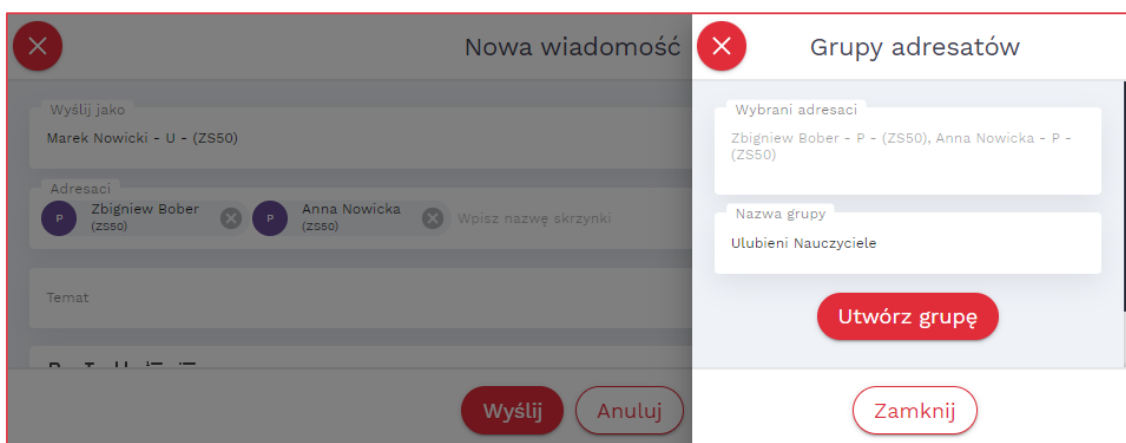 Nowa wiadomość
Wyślij jako
Marek Nowicki - U - (ZS50)
Adresaci
P
Zbigniew Bober
(ZS50)
P
Anna Nowicka
(ZS50)
Wpisz nazwę skrzynki
Temat
Wyślij
Anuluj
Grupy adresatów
Wybrani adresaci
Zbigniew Bober - P - (ZS50), Anna Nowicka - P -
(ZS50)
Nazwa grupy
Ulubieni Nauczyciele
Utwórz grupę
Zamknij